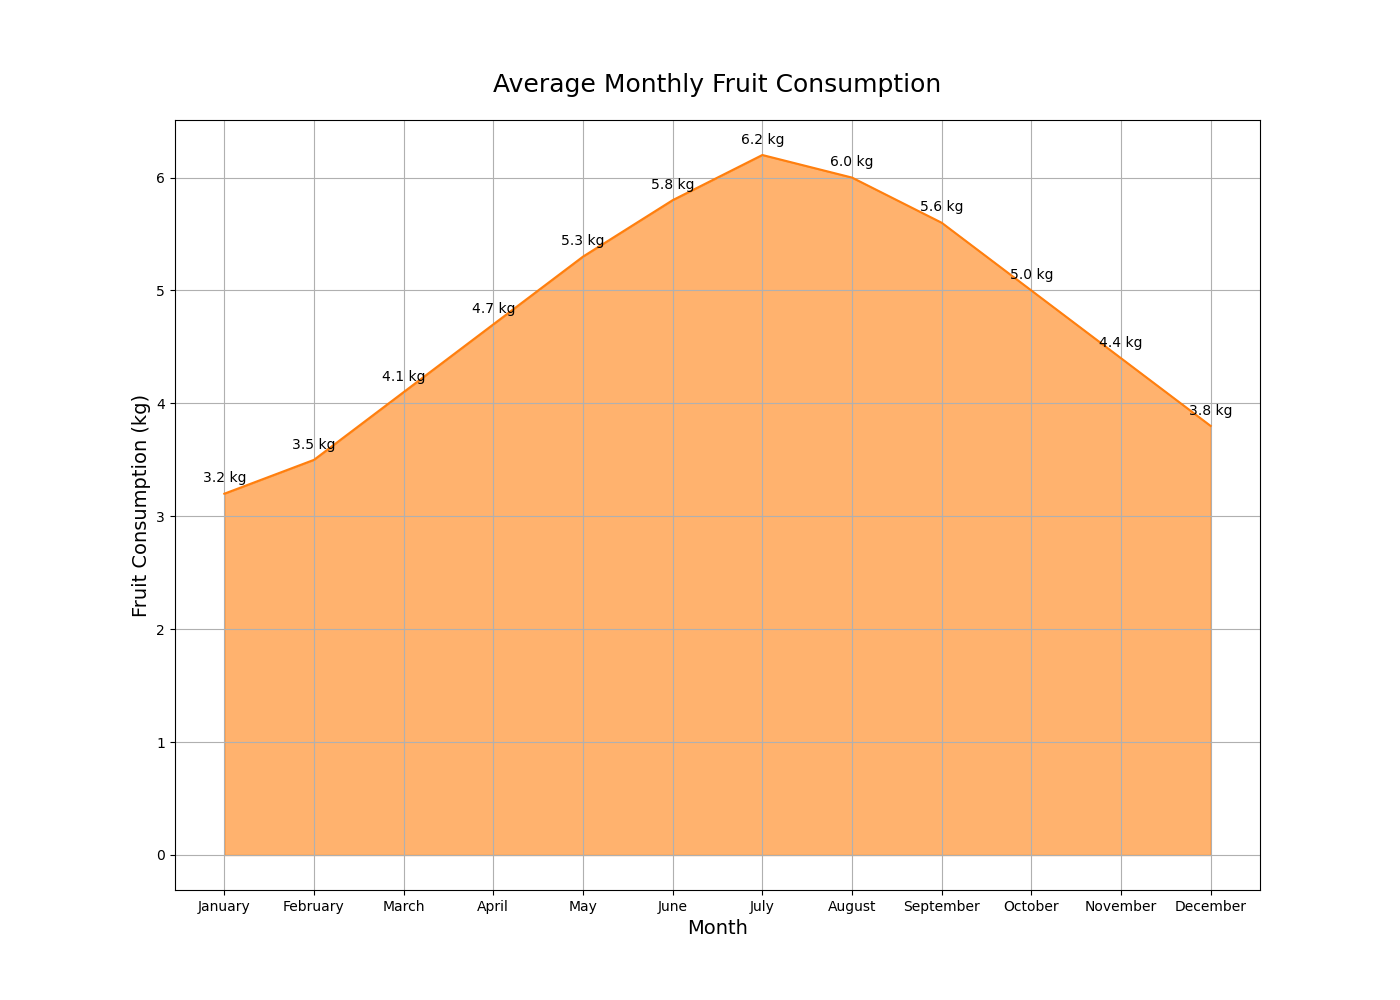 Average Monthly Fruit Consumption
6.2 kg
6.0 kg
5.8 kg
5.6 kg
5.3 kg
5.0 kg
4.7 kg
4.4 kg
4.1 kg
3.8 kg
3.5 kg
3.2 kg
6
5
4
3
2
1
0
Fruit Consumption (kg)
January February March April May June July August September October November December
Month